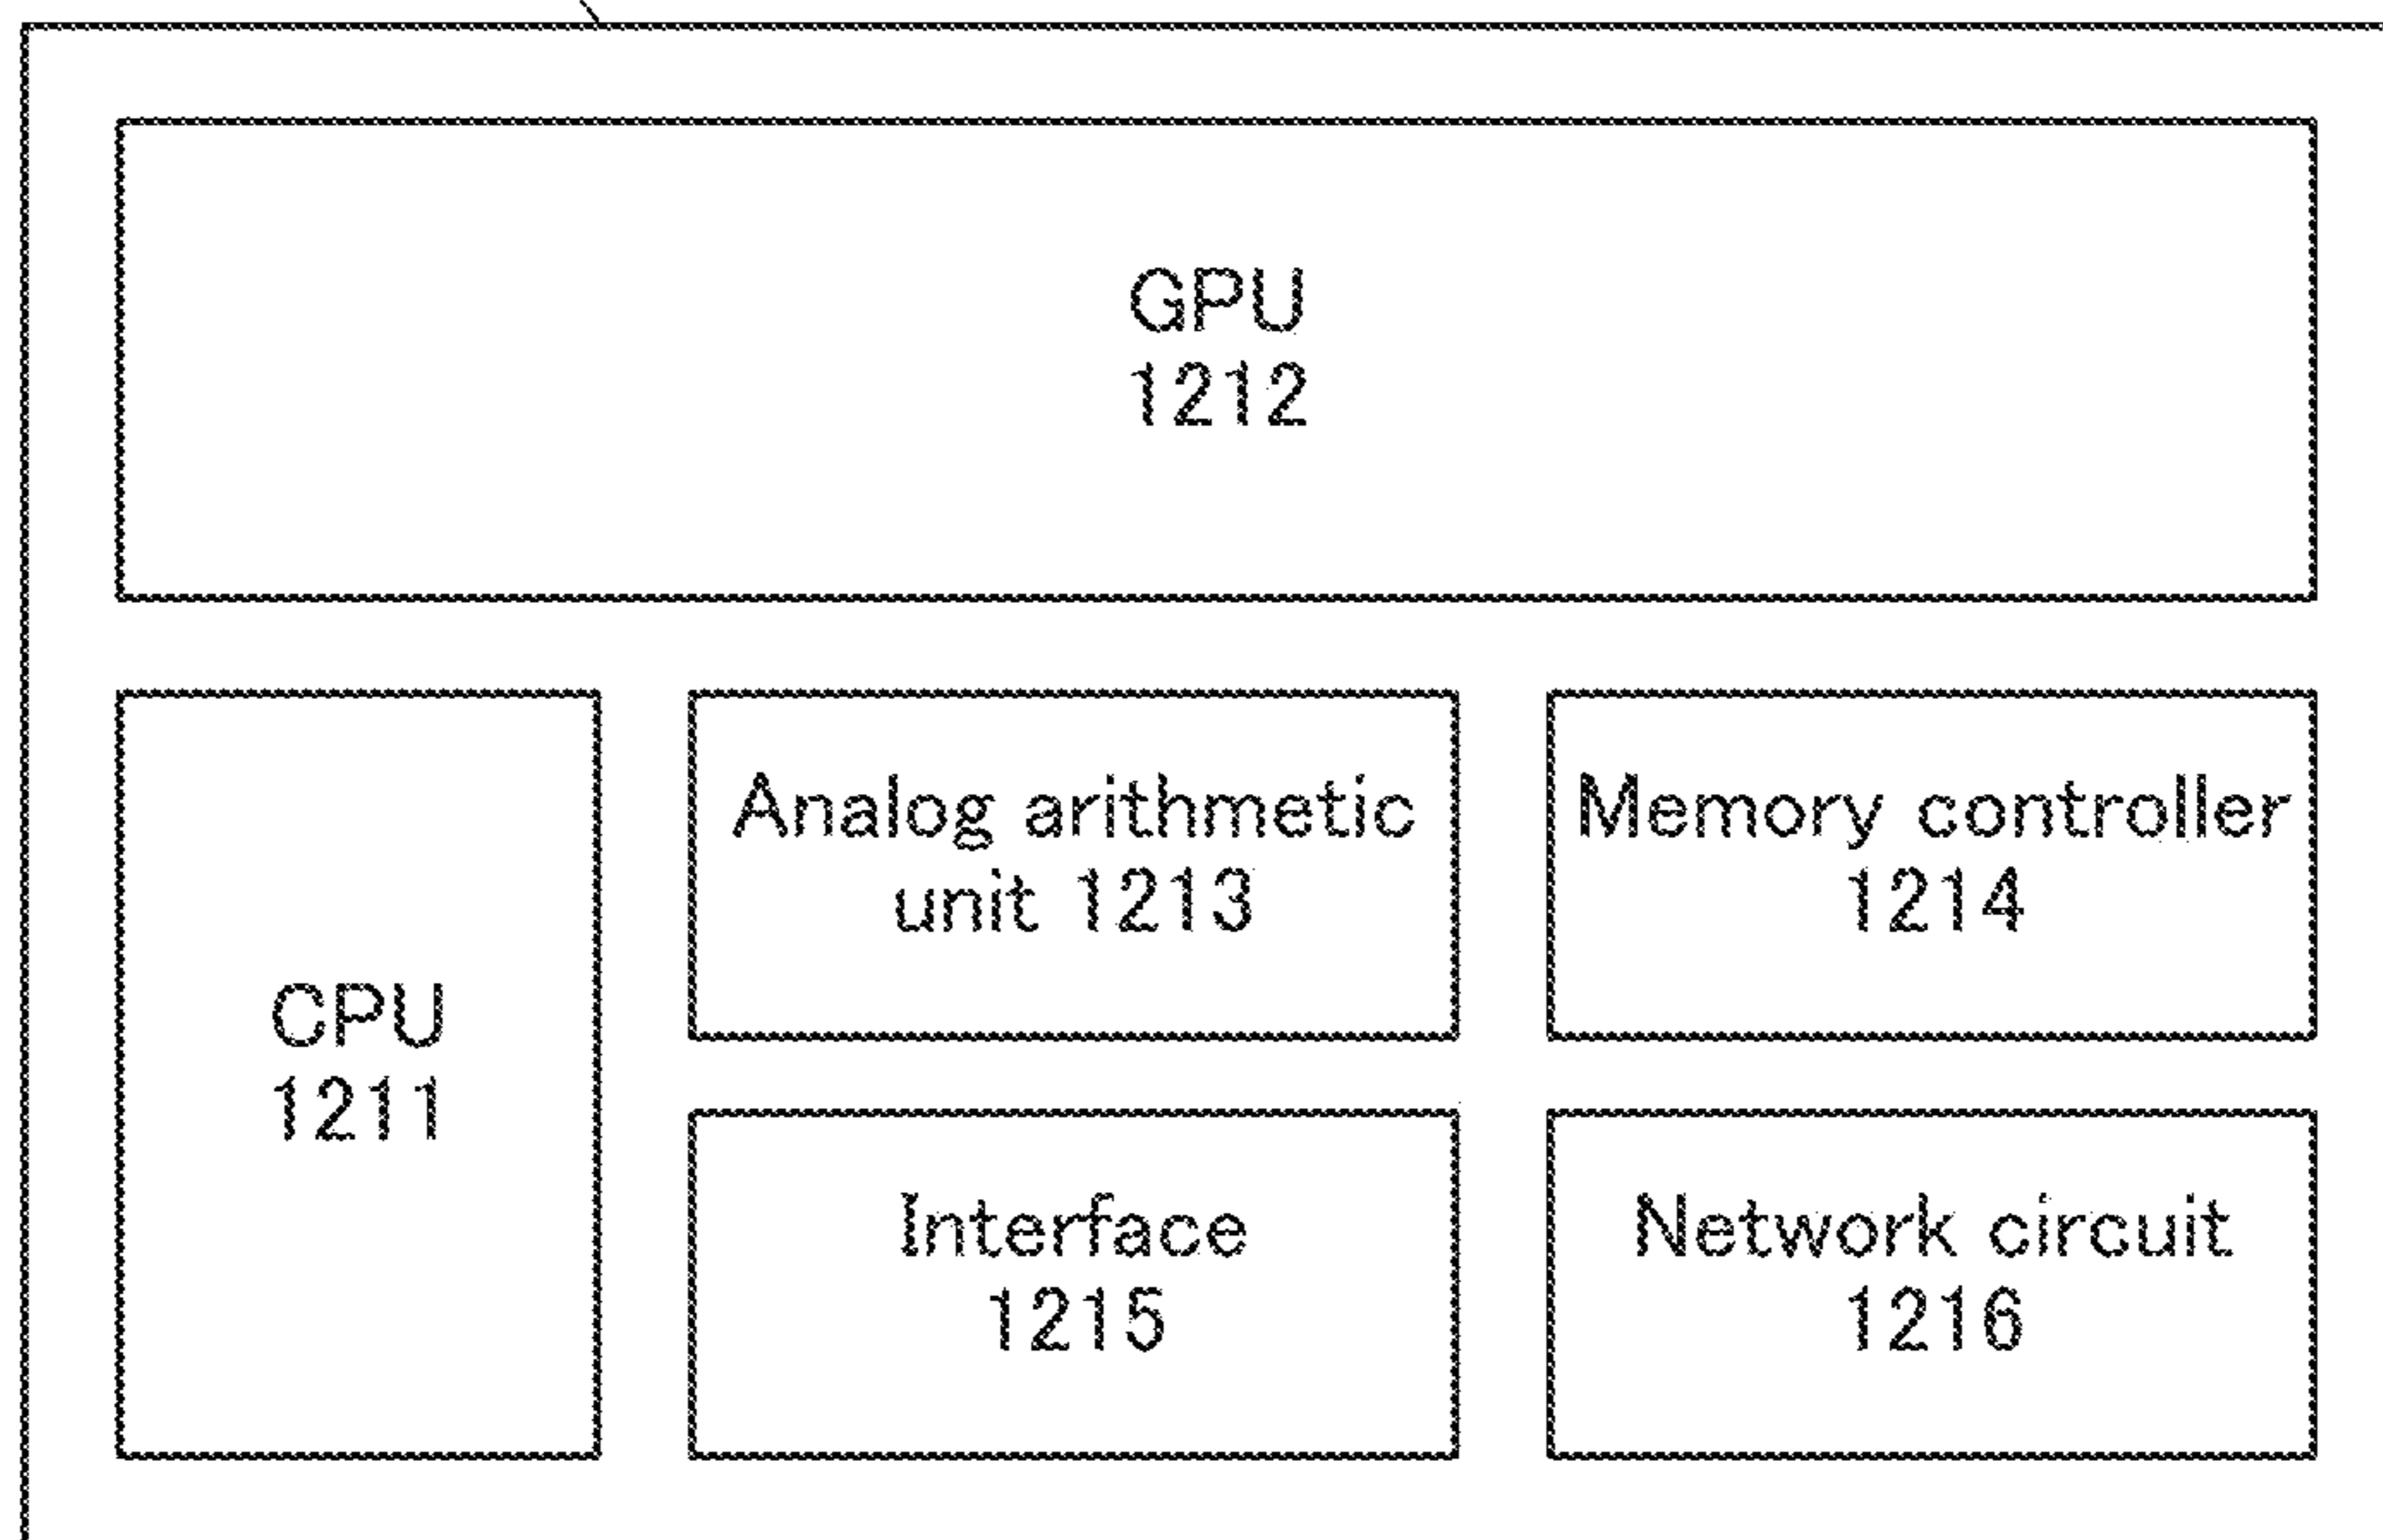 GPU
1212
CPU
1211
Analog arithmetic
unit 1213
Memory controller
1214
Interface
1215
Network circuit
1216